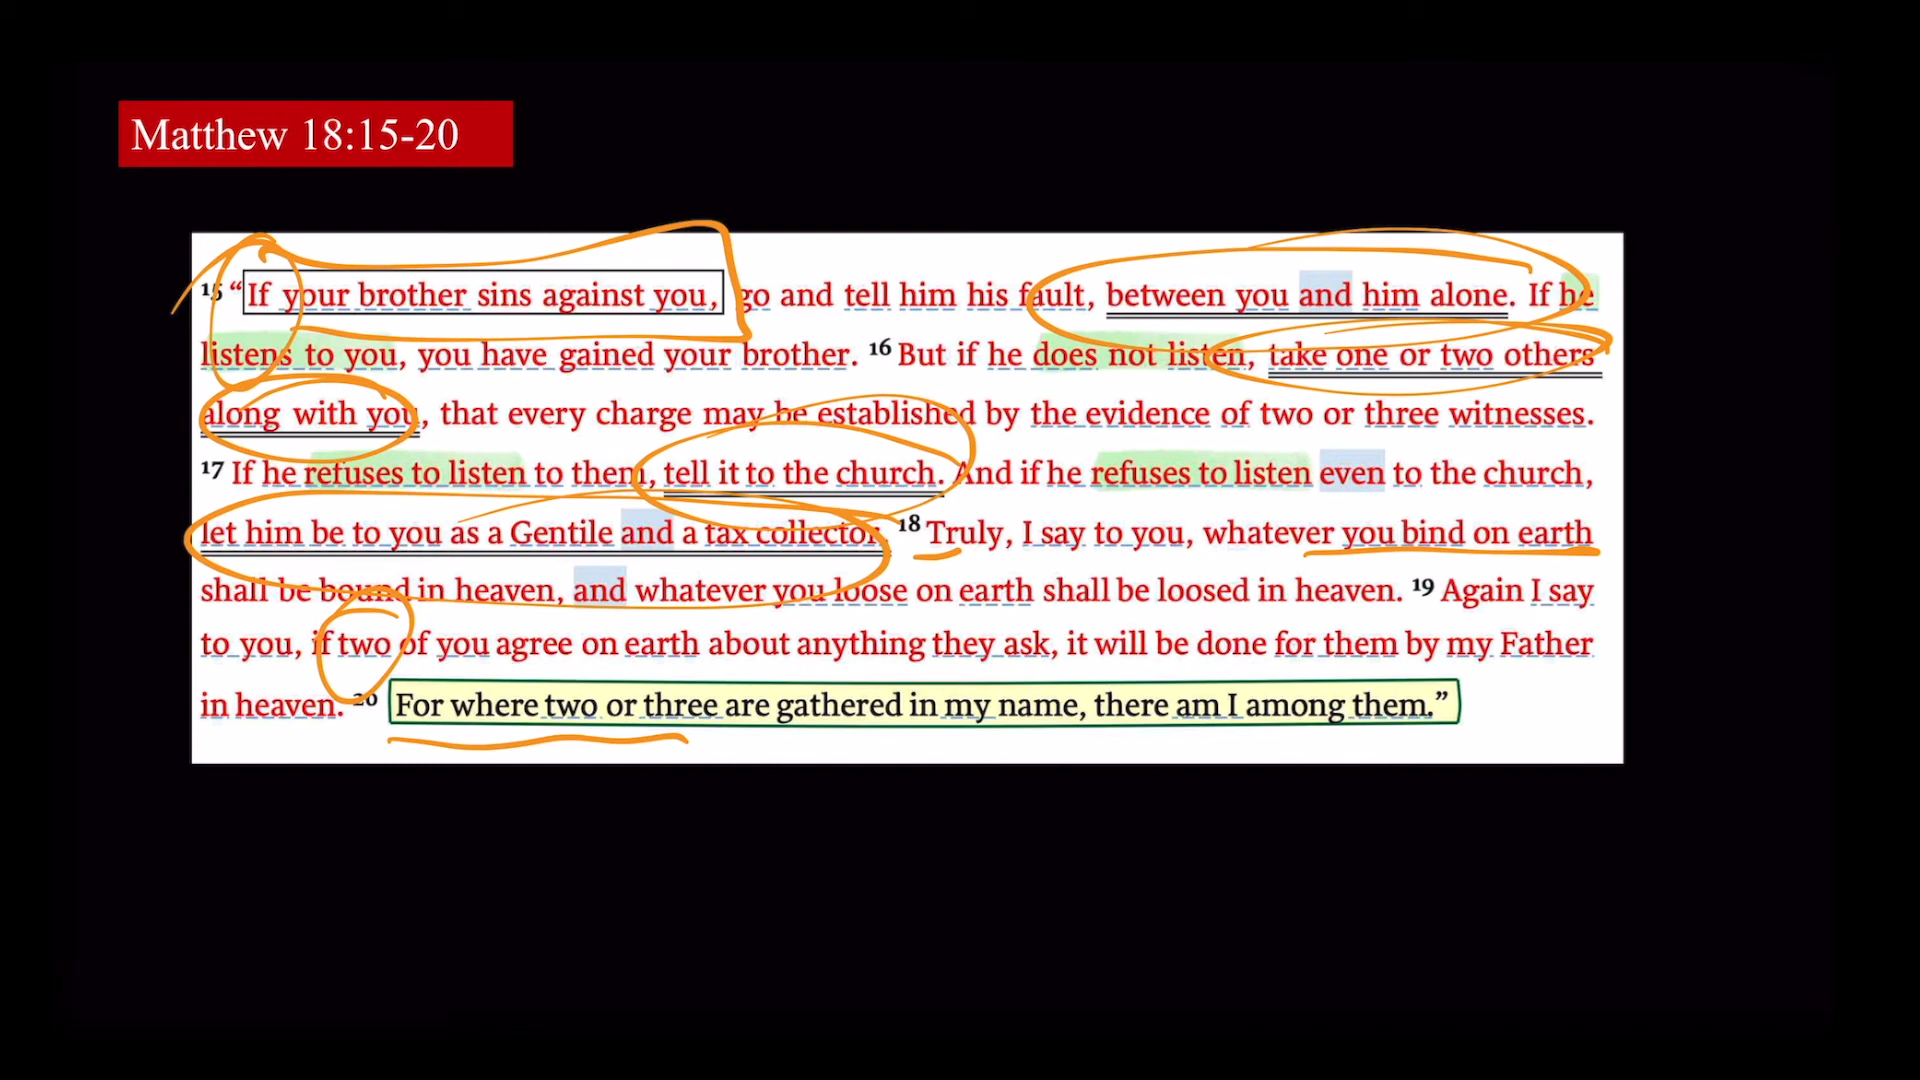 Matthew 18:15-20
15 “If your brother sins against you, go and tell him his fault, between you and him alone. If he
listens to you, you have gained your brother. 16 But if he does not listen, take one or two others
along with you, that every charge may be established by the evidence of two or three witnesses.
17 If he refuses to listen to them, tell it to the church. And if he refuses to listen even to the church,
let him be to you as a Gentile and a tax collector. 18 Truly, I say to you, whatever you bind on earth
shall be bound in heaven, and whatever you loose on earth shall be loosed in heaven. 19 Again I say
to you, if two of you agree on earth about anything they ask, it will be done for them by my Father
in heaven. 20 For where two or three are gathered in my name, there am I among them.”